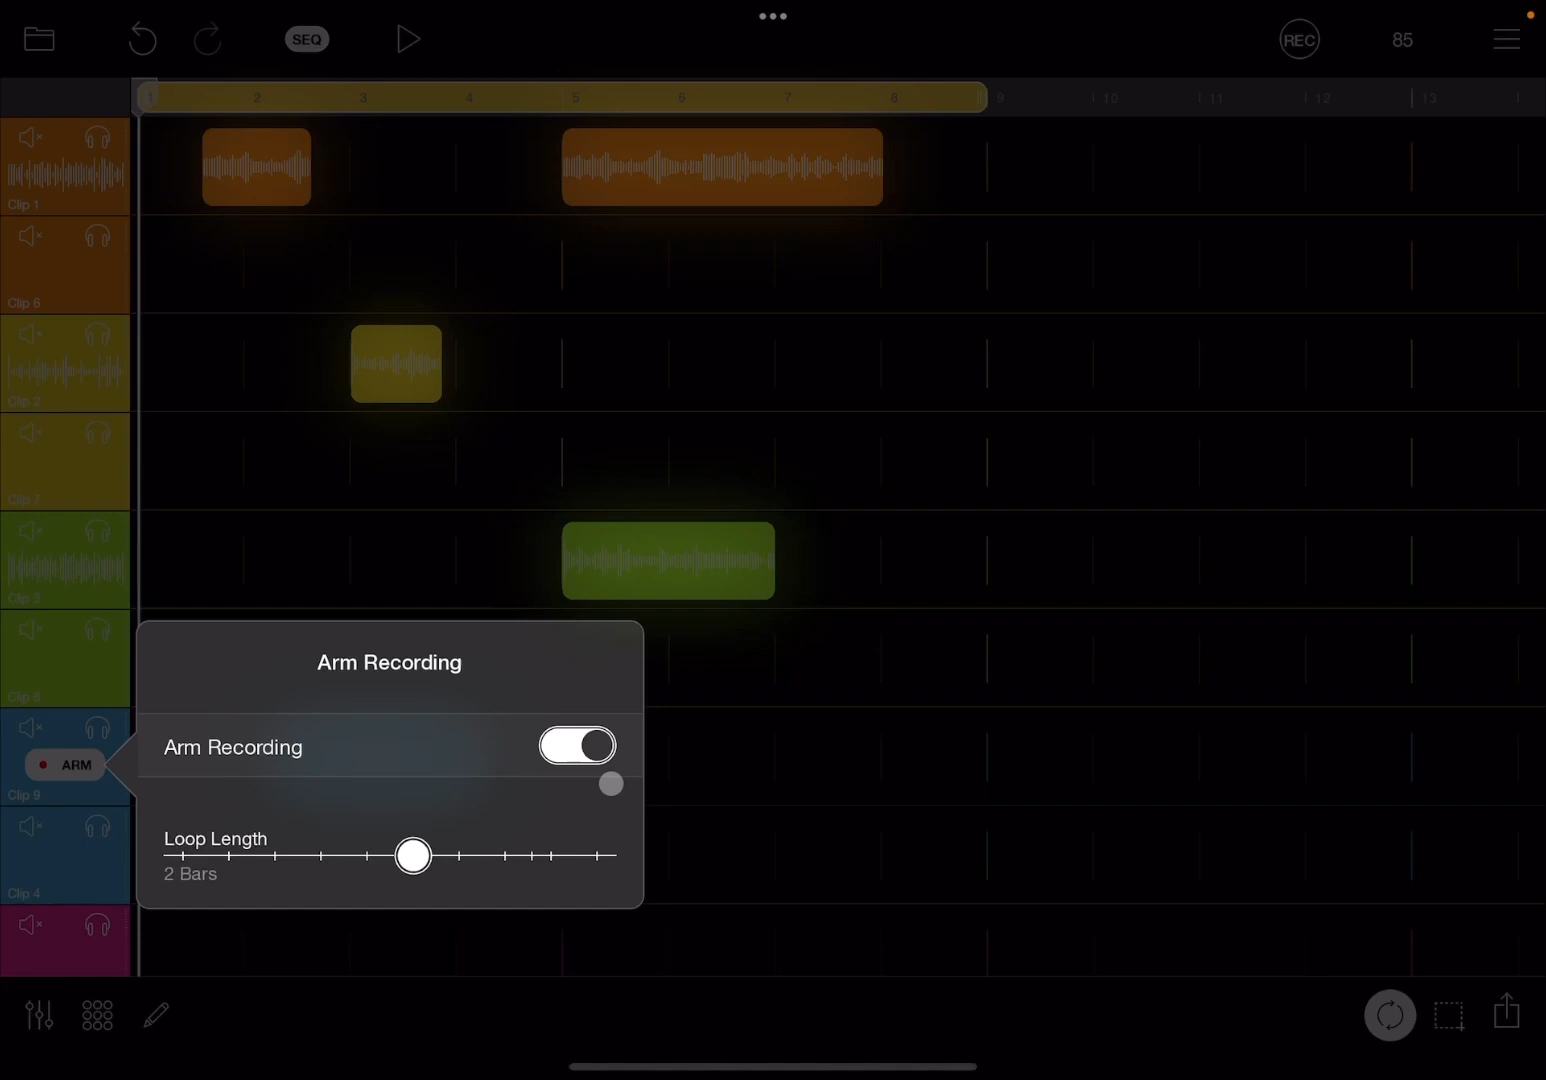 SEQ
REC
85
1 2 3 4 5 6 7 8 9 10 11 12 13
Clip 1
Clip 6
Clip 2
Clip 7
Clip 3
Clip 8
Arm Recording
Arm Recording
ARM
Clip 9
Loop Length
2 Bars
Clip 4